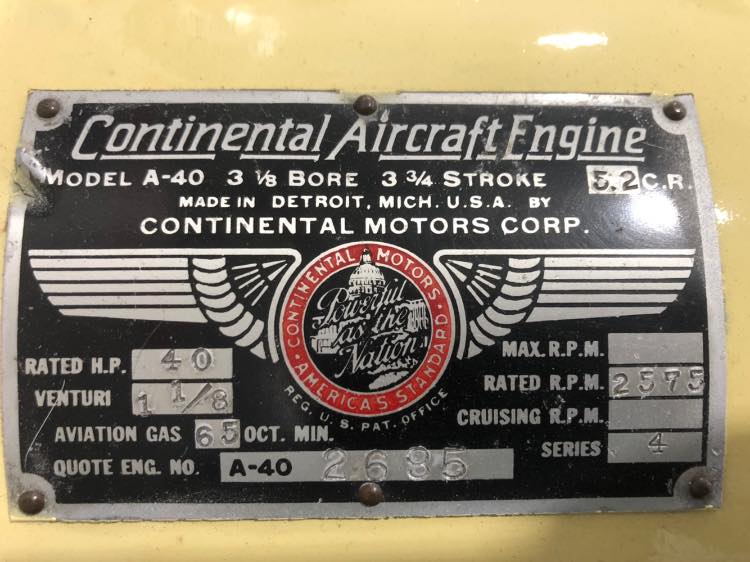 Continental Aircraft Engine
MODEL A-40 3 1/8 BORE 3 3/4 STROKE 5.2 C.R.
MADE IN DETROIT, MICH. U.S.A. BY
CONTINENTAL MOTORS CORP.
CONTINENTAL MOTORS
Powerful
as the
Nation
AMERICA'S STANDARD
REG. U.S. PAT. OFFICE
RATED H.P. 40
VENTURI 1 1/8
AVIATION GAS 65 OCT. MIN.
QUOTE ENG. NO. A-40 2685
MAX. R.P.M.
RATED R.P.M. 2575
CRUISING R.P.M.
SERIES 4